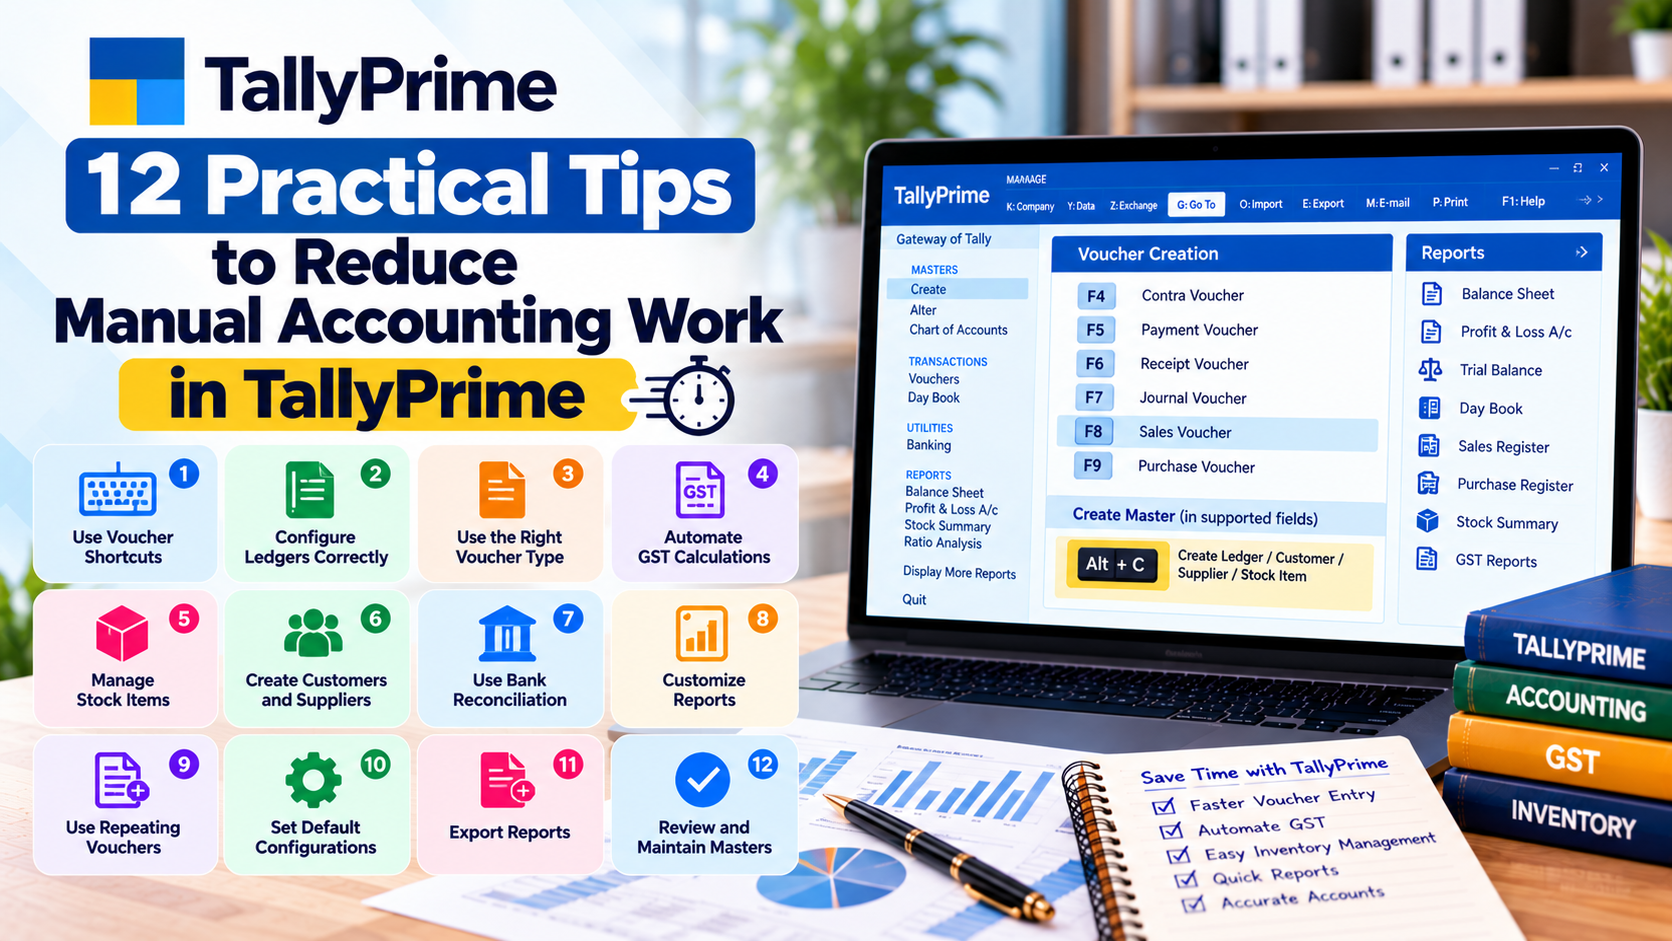 TallyPrime
12 Practical Tips
to Reduce
Manual Accounting Work
in TallyPrime
1
Use Voucher
Shortcuts
2
Configure
Ledgers Correctly
3
Use the Right
Voucher Type
GST
4
Automate
GST Calculations
5
Manage
Stock Items
6
Create Customers
and Suppliers
7
Use Bank
Reconciliation
8
Customize
Reports
9
Use Repeating
Vouchers
10
Set Default
Configurations
11
Export Reports
12
Review and
Maintain Masters
TallyPrime
K: Company Y: Data Z: Exchange G: Go To O: Import E: Export M: E-mail P. Print F1: Help
Gateway of Tally
MASTERS
Create
Alter
Chart of Accounts
TRANSACTIONS
Vouchers
Day Book
UTILITIES
Banking
REPORTS
Balance Sheet
Profit & Loss A/c
Stock Summary
Ratio Analysis
Display More Reports
Quit
Voucher Creation
F4 Contra Voucher
F5 Payment Voucher
F6 Receipt Voucher
F7 Journal Voucher
F8 Sales Voucher
F9 Purchase Voucher
Create Master (in supported fields)
Alt + C
Create Ledger / Customer /
Supplier / Stock Item
Reports
Balance Sheet
Profit & Loss A/c
Trial Balance
Day Book
Sales Register
Purchase Register
Stock Summary
GST Reports
TALLYPRIME
ACCOUNTING
GST
INVENTORY
Save Time with TallyPrime
Faster Voucher Entry
Automate GST
Easy Inventory Management
Quick Reports
Accurate Accounts